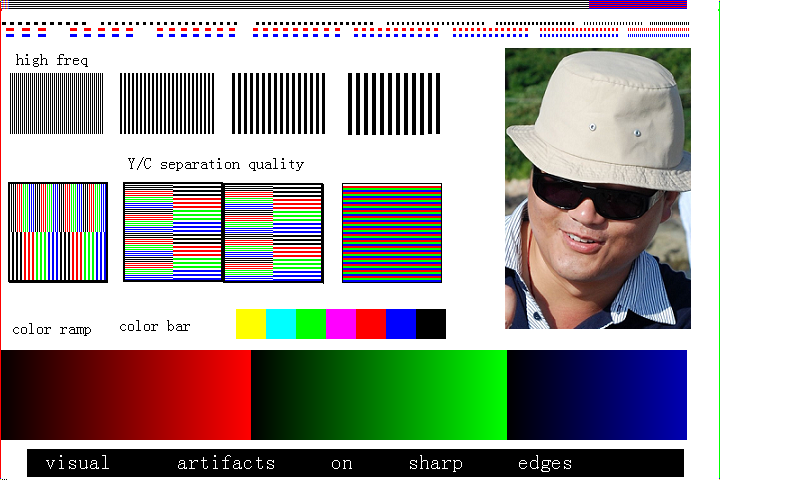 high freq
Y/C separation quality
color ramp
color bar
visual artifacts on sharp edges